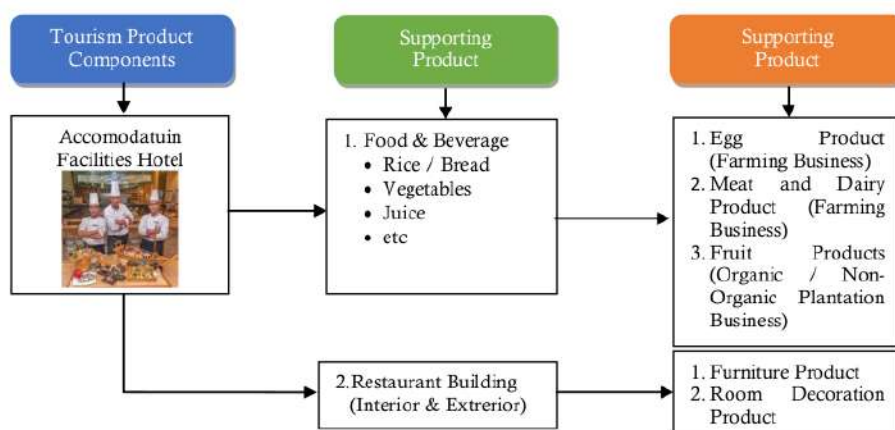 Tourism Product
Components
Supporting
Product
Supporting
Product
Accomodatuin
Facilities Hotel
1. Food & Beverage
• Rice / Bread
• Vegetables
• Juice
• etc
1. Egg Product
(Farming Business)
2. Meat and Dairy
Product (Farming
Business)
3. Fruit Products
(Organic / Non-
Organic Plantation
Business)
2. Restaurant Building
(Interior & Extrerior)
1. Furniture Product
2. Room Decoration
Product